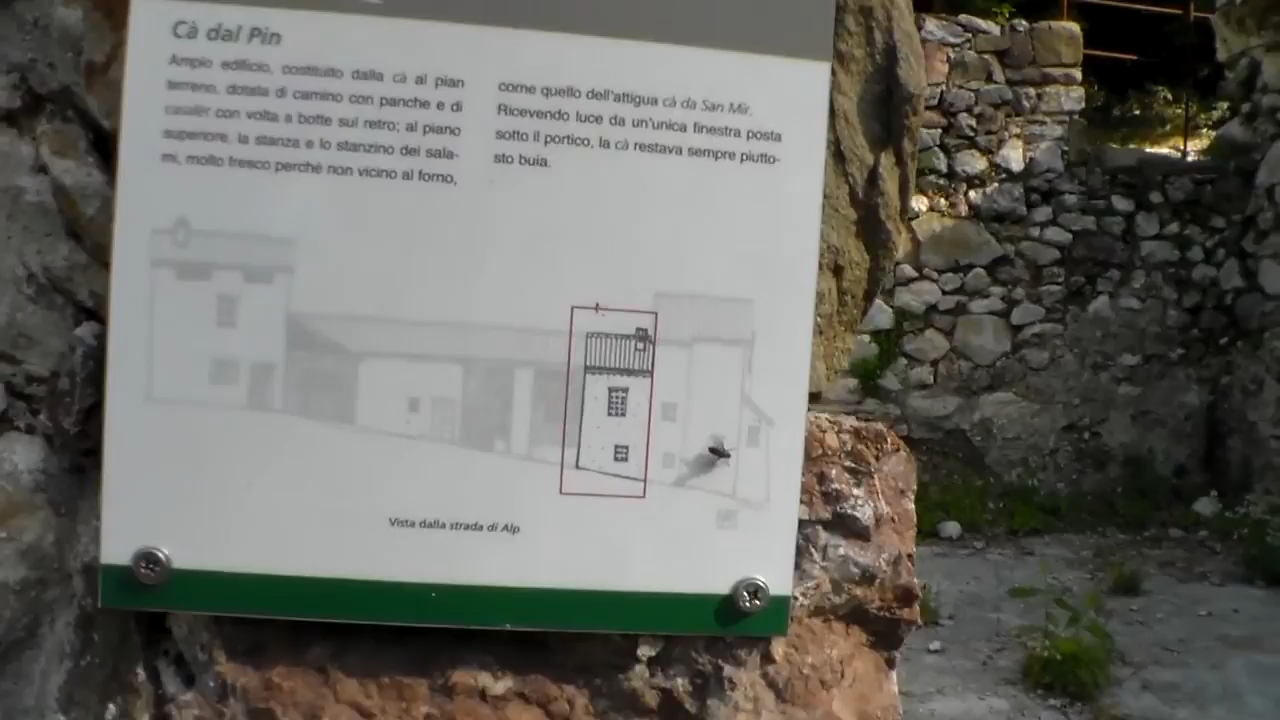 Cà dal Pin
Ampio edificio, costituito dalla cà al pian
terreno, dotata di camino con panche e di
casalèr con volta a botte sul retro; al piano
superiore, la stanza e lo stanzino dei sala-
mi, molto fresco perché non vicino al forno,
come quello dell'attigua cà da San Mir.
Ricevendo luce da un'unica finestra posta
sotto il portico, la cà restava sempre piutto-
sto buia.
Vista dalla strada di Alp